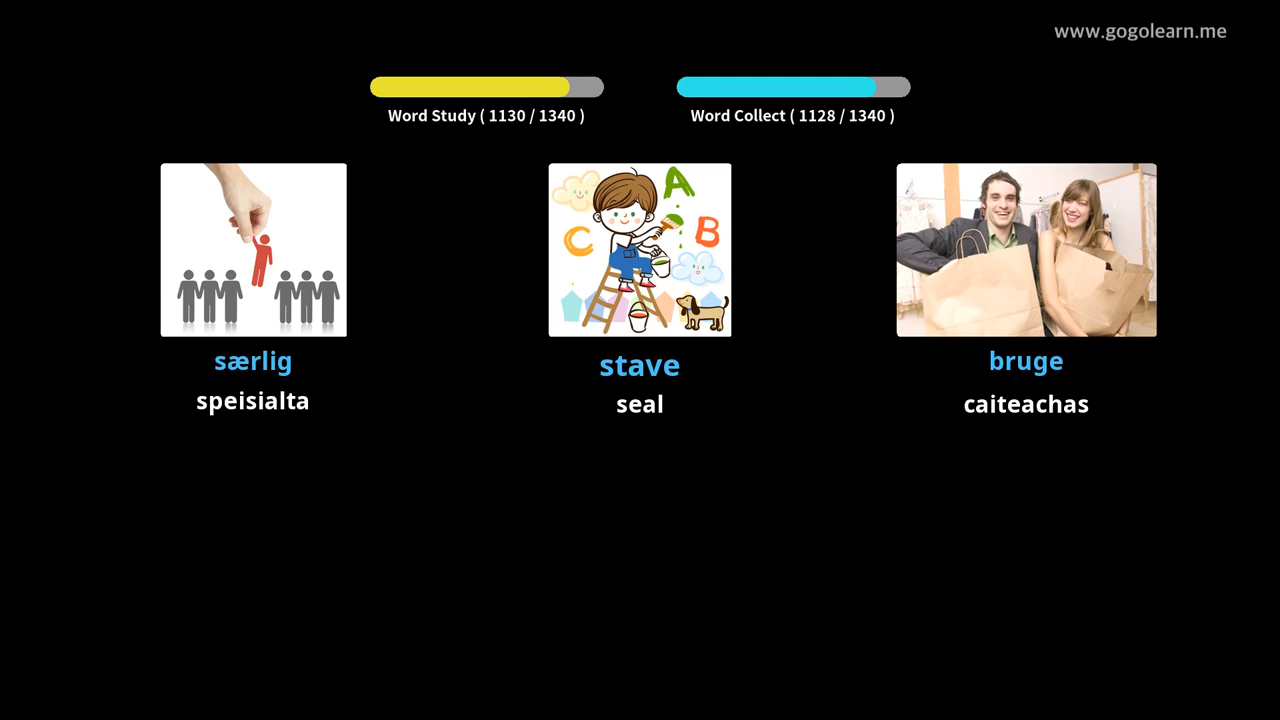 www.gogolearn.me
Word Study ( 1130 / 1340 )
Word Collect ( 1128 / 1340 )
A
B
C
særlig
stave
bruge
speisialta
seal
caiteachas